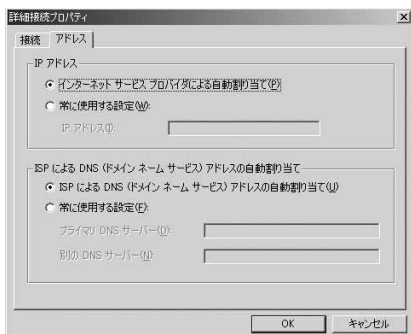 詳細接続プロパティ
接続 アドレス
IP アドレス
インターネット サービス プロバイダによる自動割り当て(P)
常に使用する設定(W):
IP アドレス(I):
ISP による DNS (ドメイン ネーム サービス) アドレスの自動割り当て
ISP による DNS (ドメイン ネーム サービス) アドレスの自動割り当て(U)
常に使用する設定(F):
プライマリ DNS サーバー(D):
別の DNS サーバー(N):
OK キャンセル